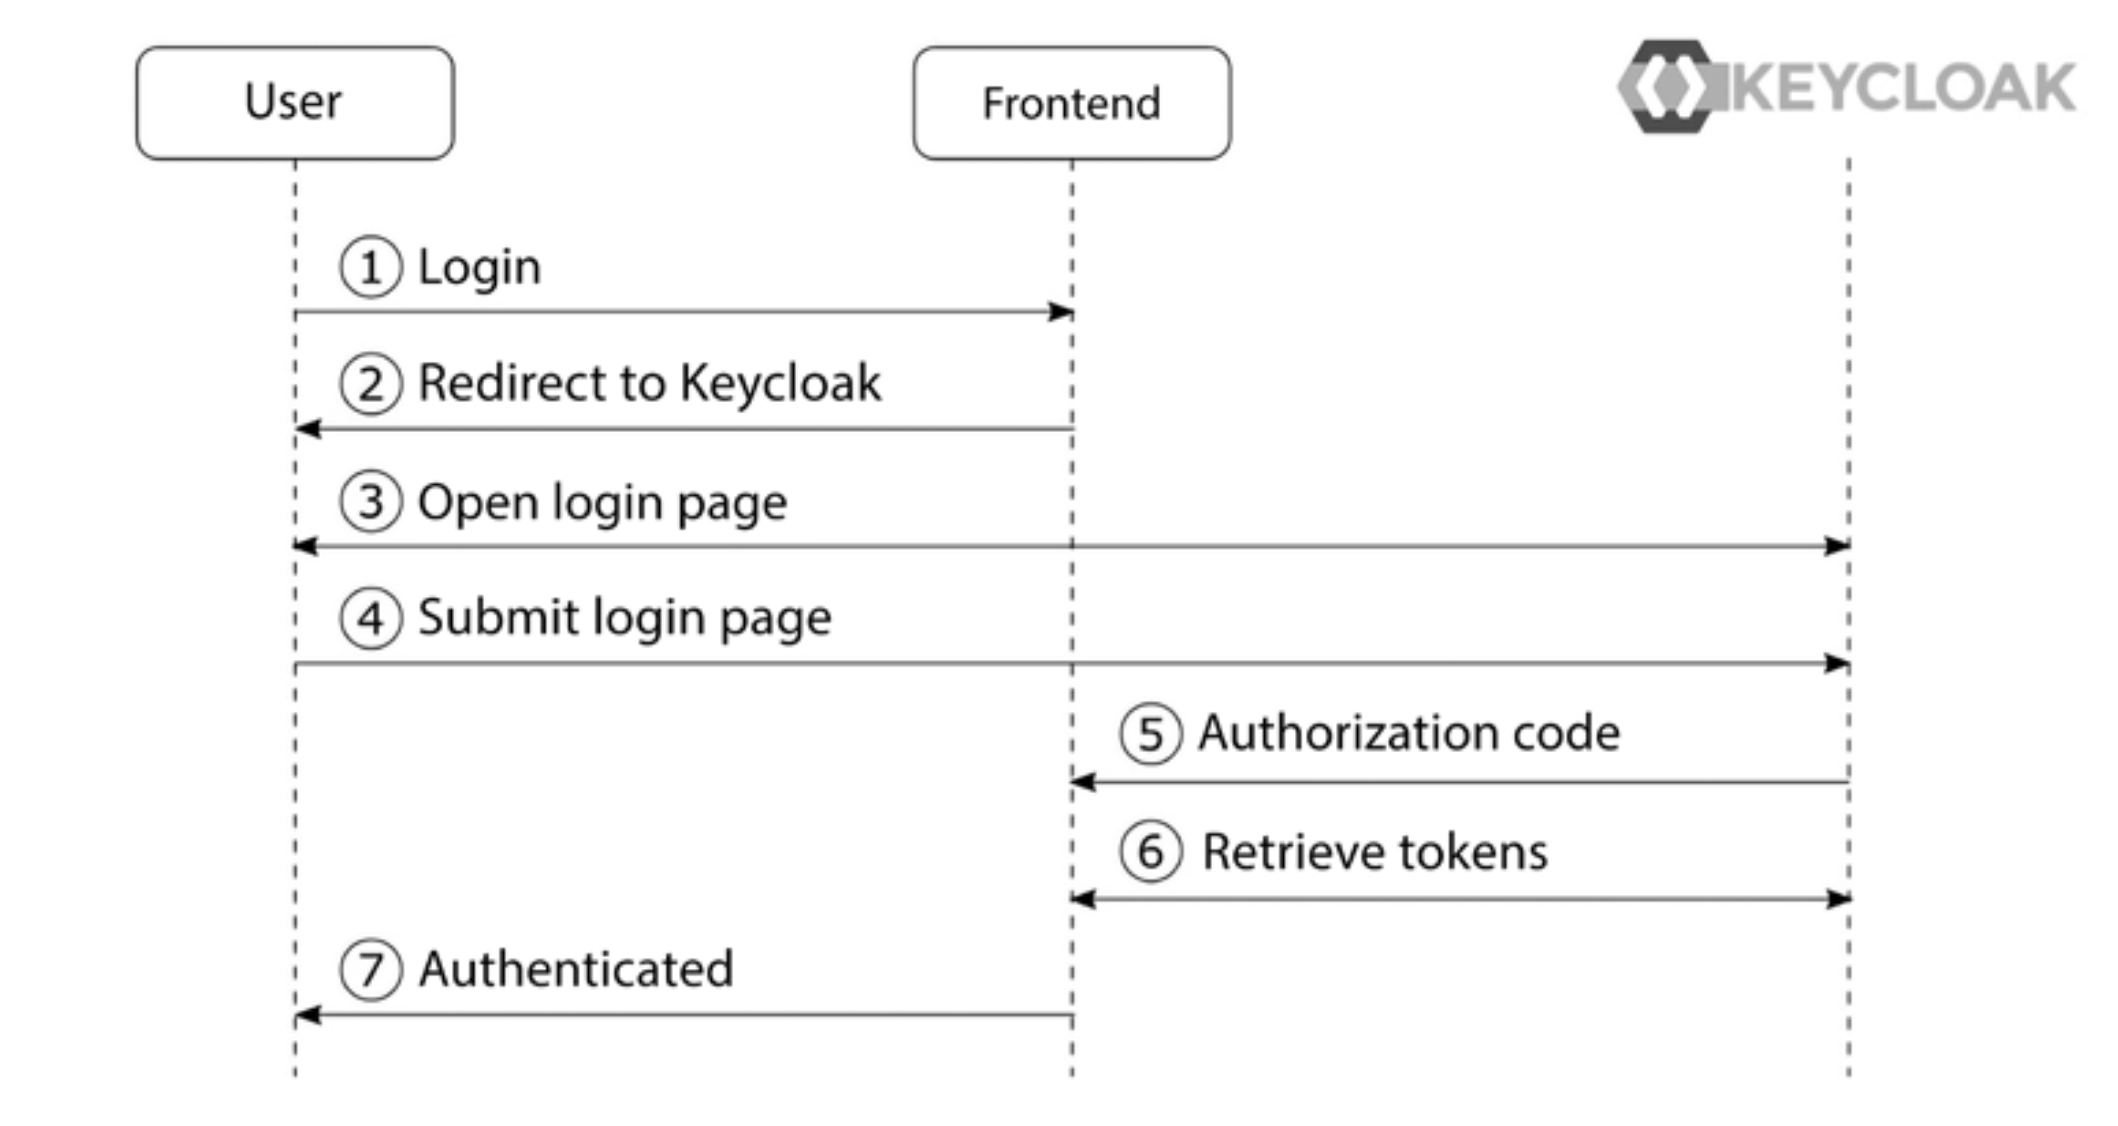 User
Frontend
KEYCLOAK
① Login
② Redirect to Keycloak
③ Open login page
④ Submit login page
⑤ Authorization code
⑥ Retrieve tokens
⑦ Authenticated